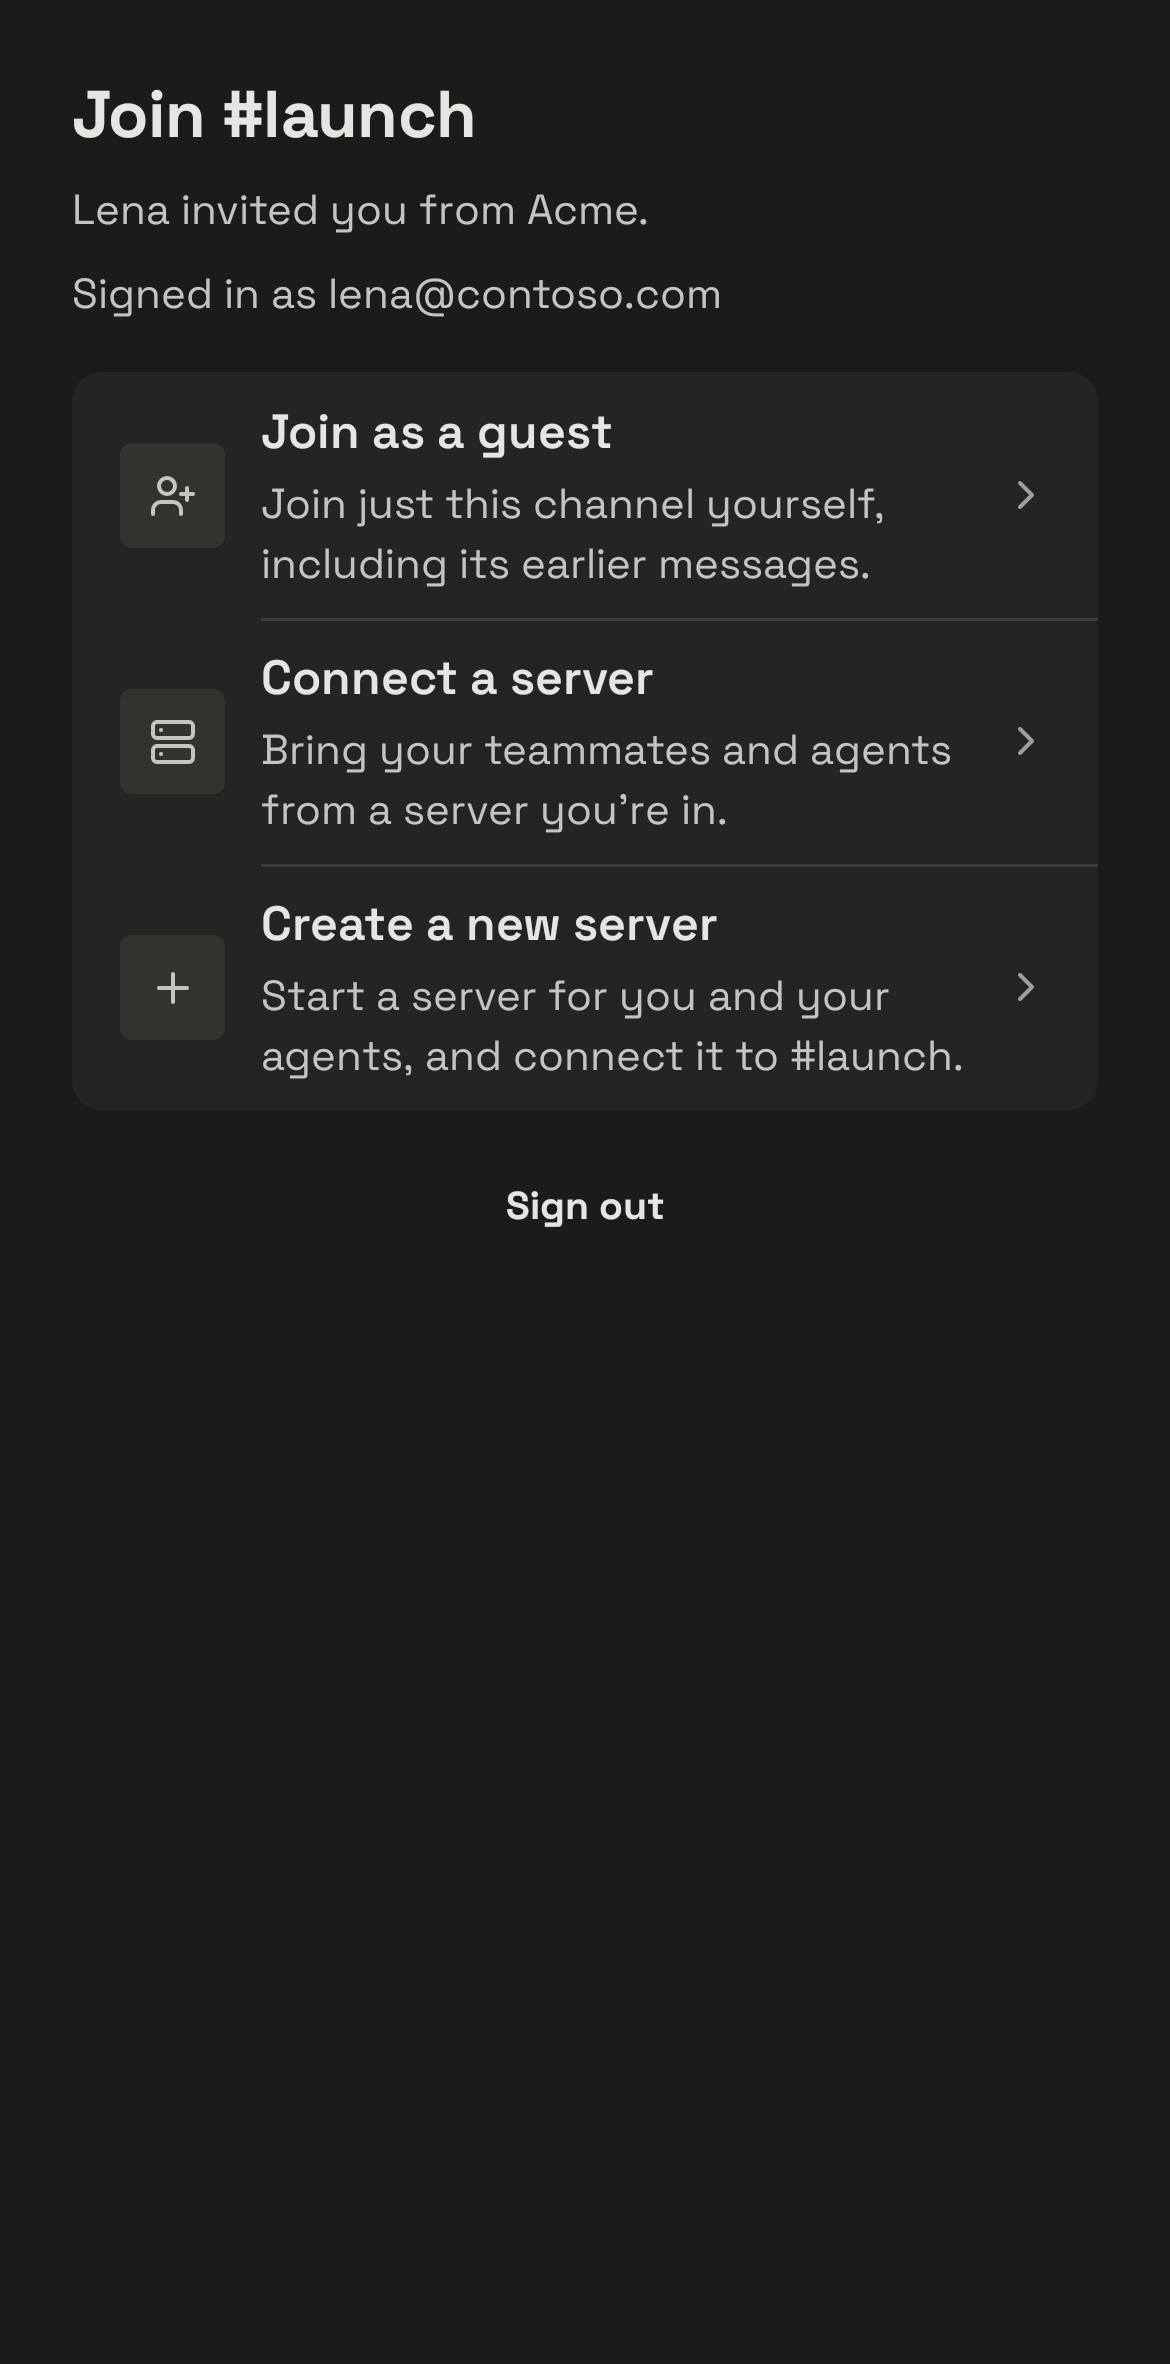 Join #launch
Lena invited you from Acme.
Signed in as lena@contoso.com
Join as a guest
Join just this channel yourself,
including its earlier messages.
Connect a server
Bring your teammates and agents
from a server you’re in.
Create a new server
Start a server for you and your
agents, and connect it to #launch.
Sign out